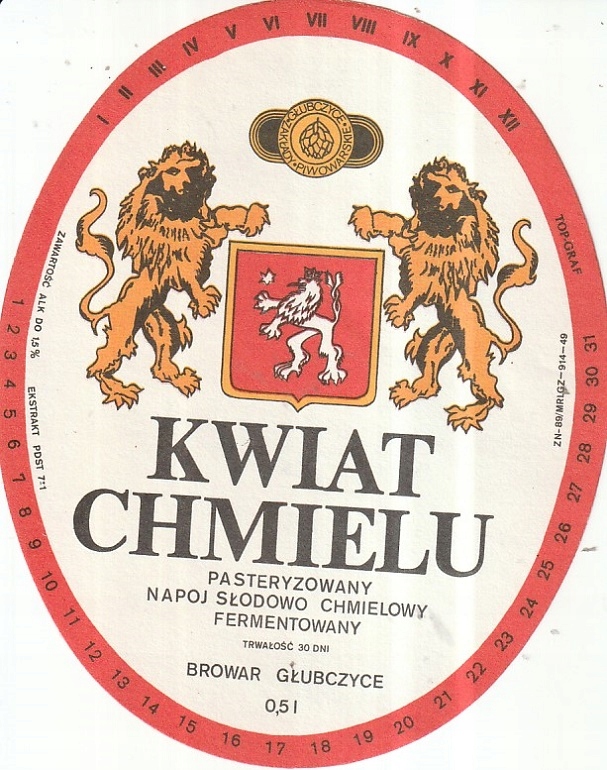 I II III IV V VI VII VIII IX X XI XII
GŁUBCZYCE
ZAKŁADY PIWOWARSKIE
TOP-GRAF
ZAWARTOŚĆ ALK DO 1,5%
EKSTRAKT PDST 7±1
ZN-89/MRLGZ-914-49
KWIAT
CHMIELU
PASTERYZOWANY
NAPOJ SŁODOWO CHMIELOWY
FERMENTOWANY
TRWAŁOŚĆ 30 DNI
BROWAR GŁUBCZYCE
0,5 l
1 2 3 4 5 6 7 8 9 10 11 12 13 14 15 16 17 18 19 20 21 22 23 24 25 26 27 28 29 30 31